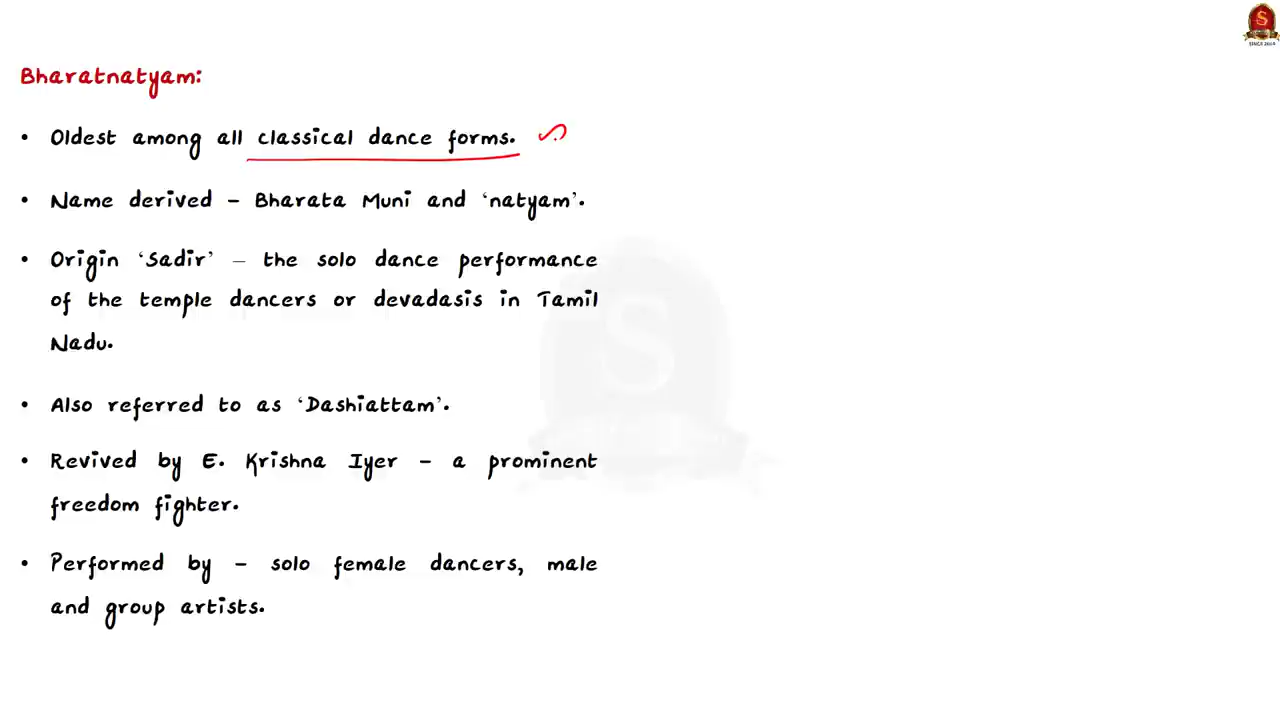 Bharatnatyam:
• Oldest among all classical dance forms.
• Name derived – Bharata Muni and ‘natyam’.
• Origin ‘Sadir’ – the solo dance performance
of the temple dancers or devadasis in Tamil
Nadu.
• Also referred to as ‘Dashiattam’.
• Revived by E. Krishna Iyer – a prominent
freedom fighter.
• Performed by – solo female dancers, male
and group artists.
S
SINCE 2004
S